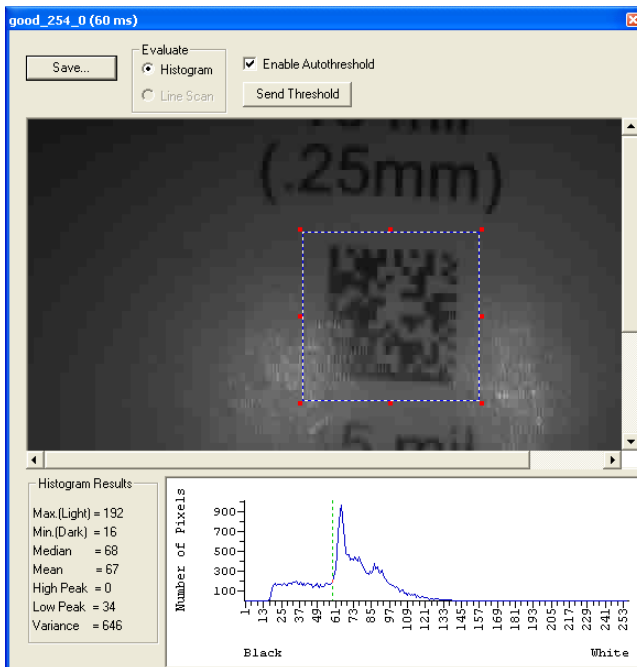 good_254_0 (60 ms)
Save...
Evaluate
Histogram
Line Scan
Enable Autothreshold
Send Threshold
mil
(.25mm)
5 mil
Histogram Results
Max.(Light) = 192
Min.(Dark) = 16
Median = 68
Mean = 67
High Peak = 0
Low Peak = 34
Variance = 646
Number of Pixels
900
700
500
300
100
1 13 25 37 49 61 73 85 97 109 121 133 145 157 169 181 193 205 217 229 241 253
Black White